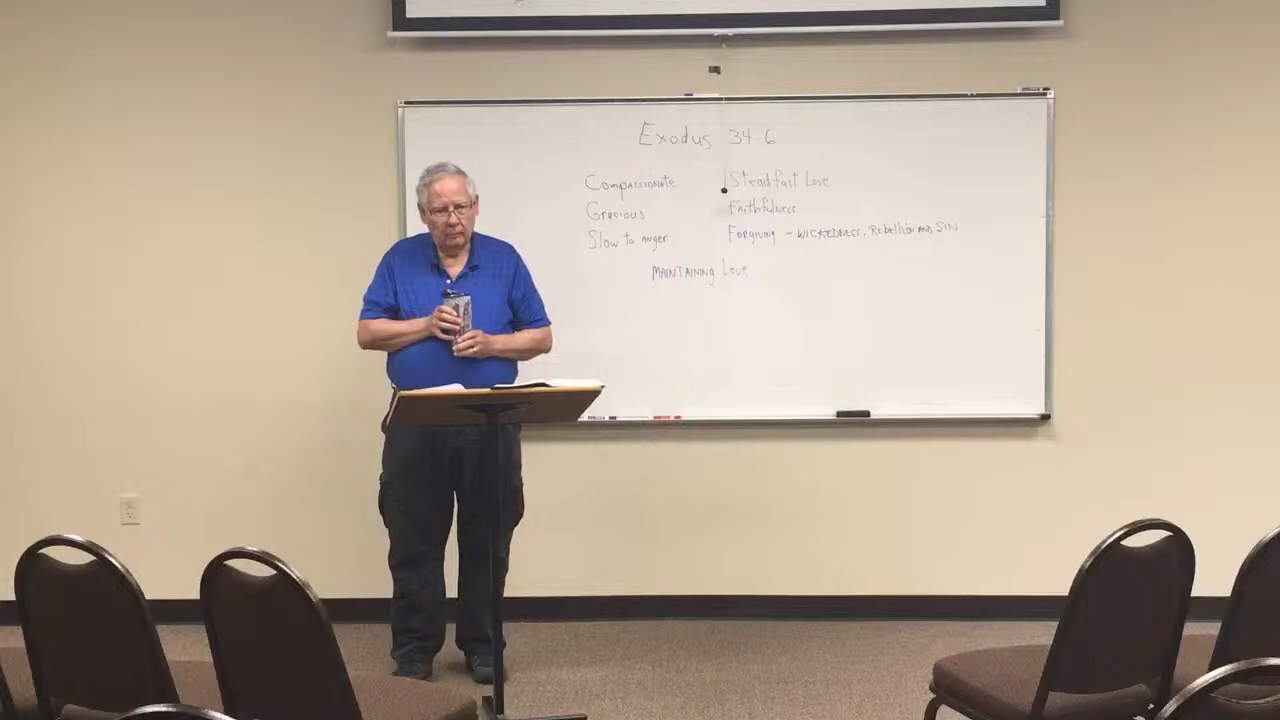 Exodus 34:6
Compassionate Steadfast Love
Gracious Faithfulness
Slow to anger Forgiving - WICKEDNESS, Rebellion AND SIN
MAINTAINING Love